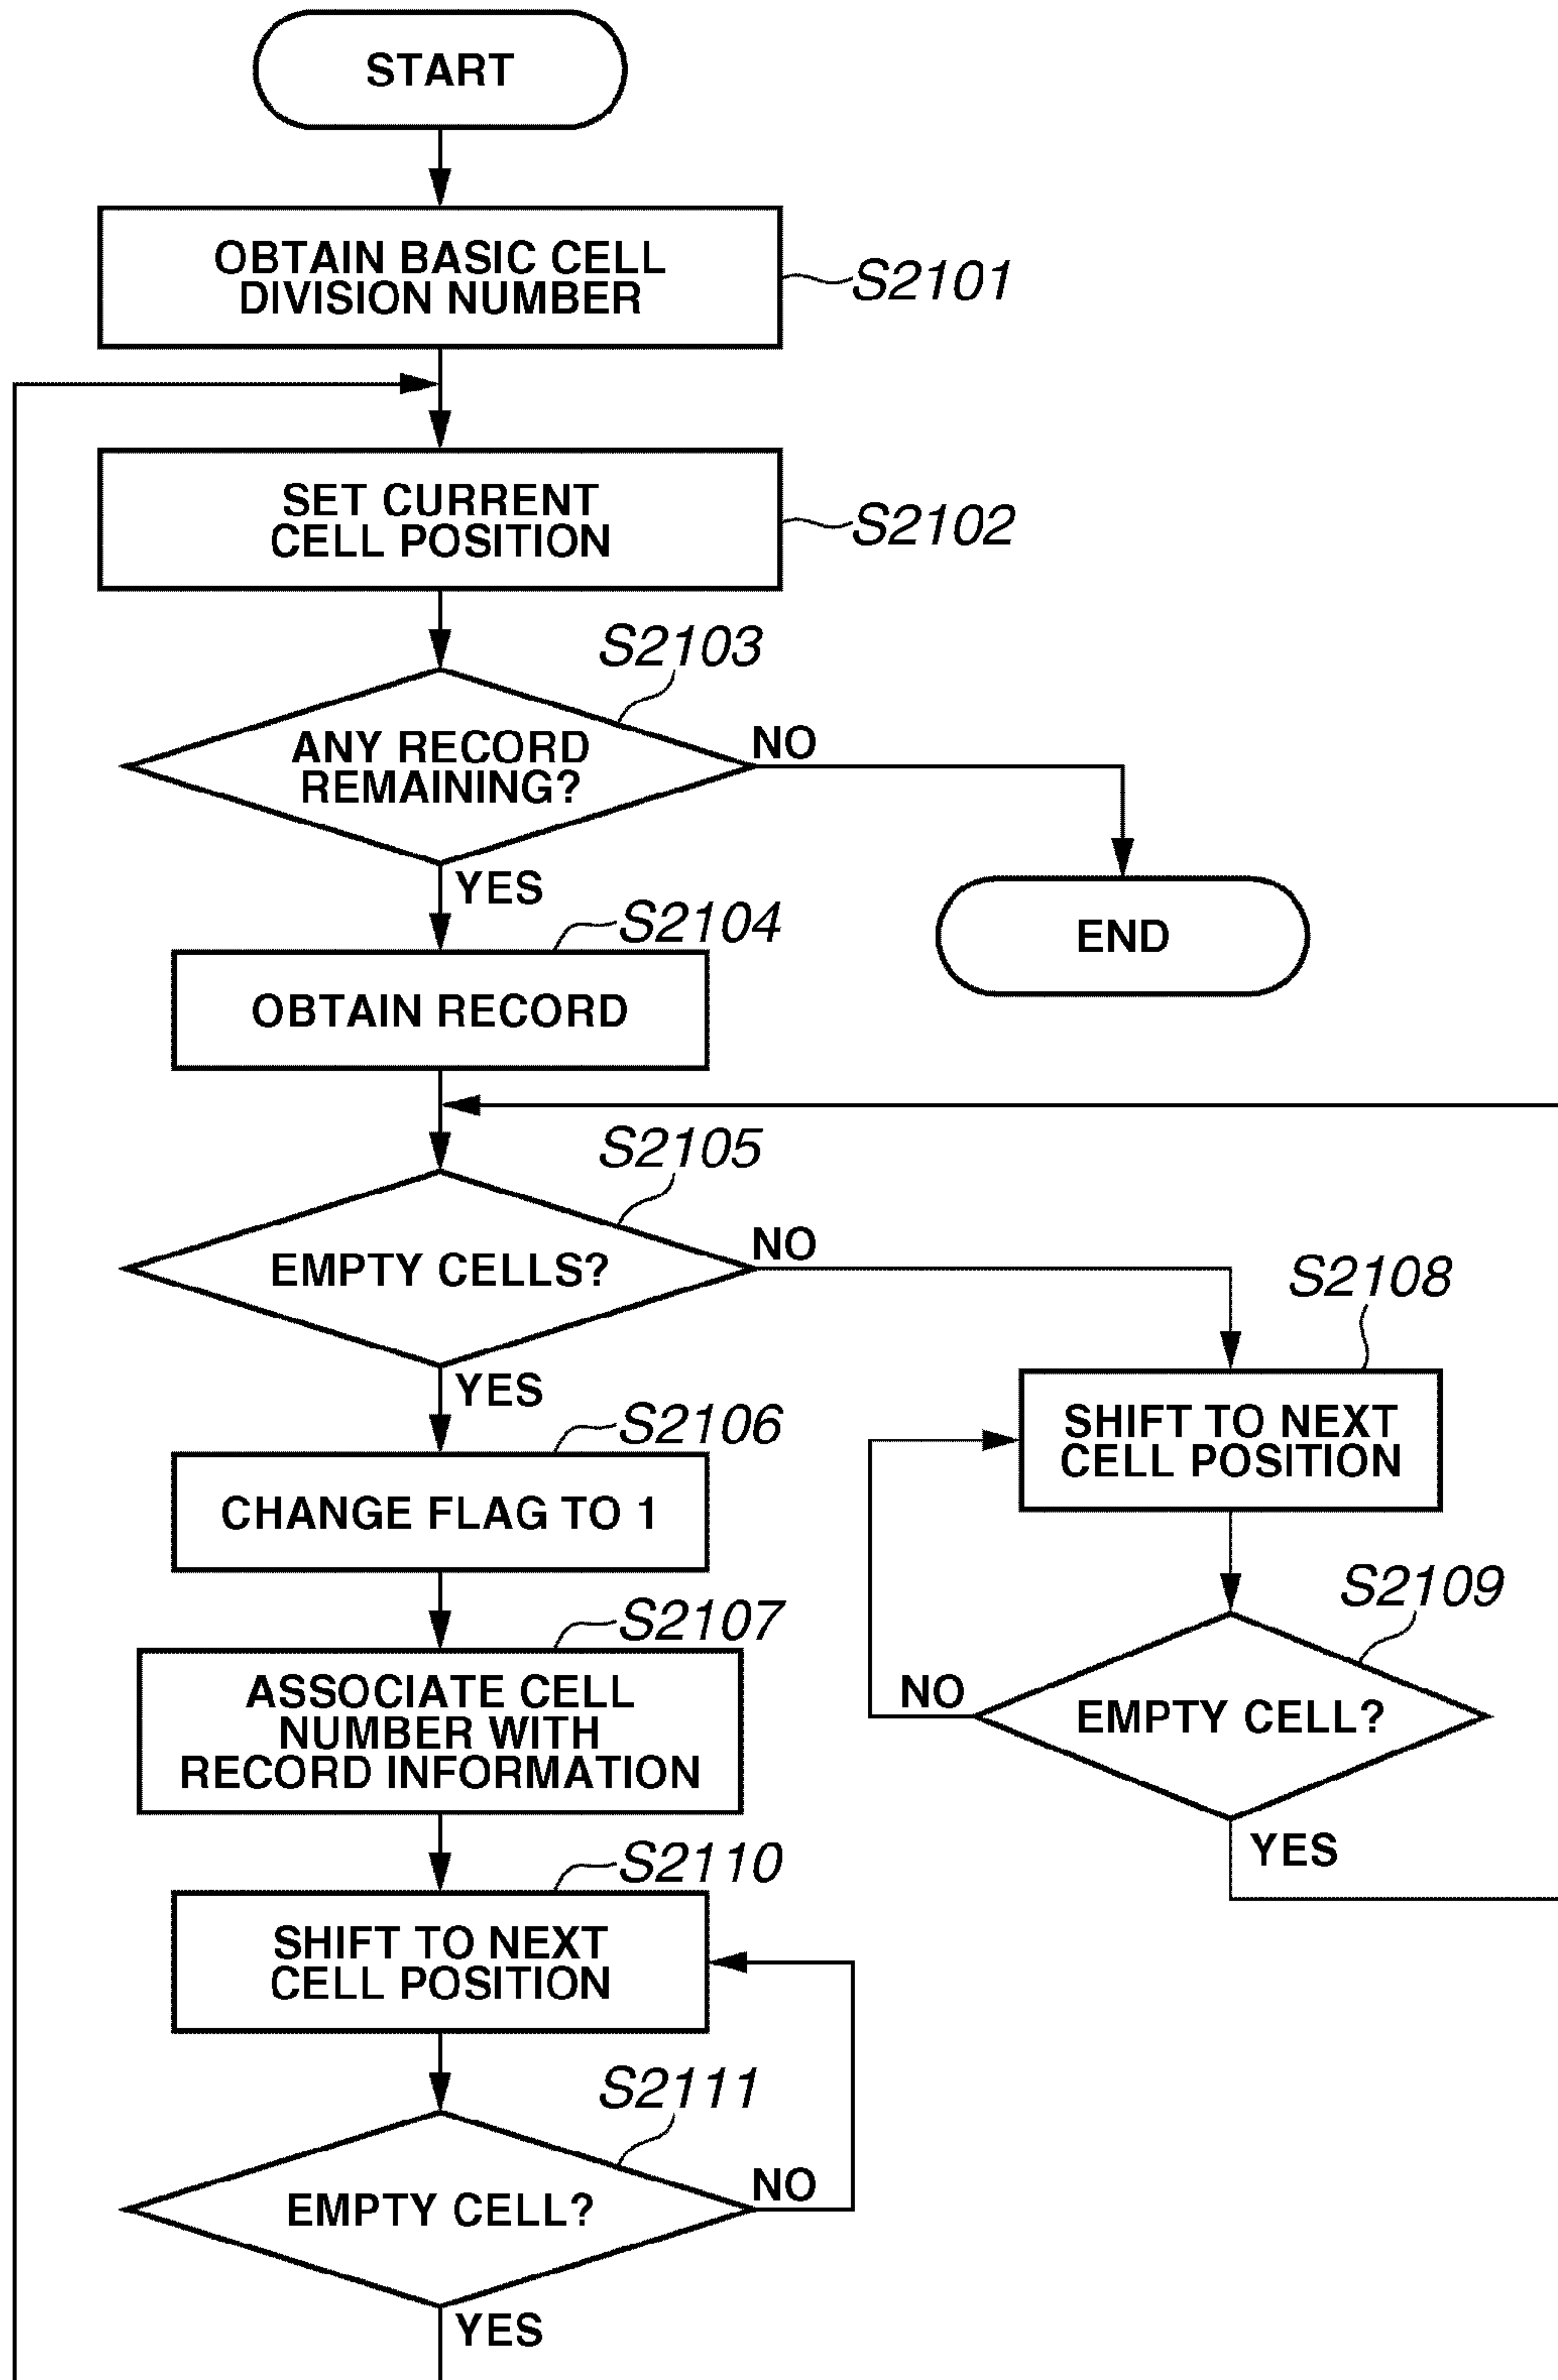 START
OBTAIN BASIC CELL
DIVISION NUMBER
S2101
SET CURRENT
CELL POSITION
S2102
S2103
ANY RECORD
REMAINING?
NO
YES
END
S2104
OBTAIN RECORD
S2105
EMPTY CELLS?
NO
YES
S2108
SHIFT TO NEXT
CELL POSITION
S2106
CHANGE FLAG TO 1
S2109
EMPTY CELL?
NO
YES
S2107
ASSOCIATE CELL
NUMBER WITH
RECORD INFORMATION
S2110
SHIFT TO NEXT
CELL POSITION
S2111
EMPTY CELL?
NO
YES